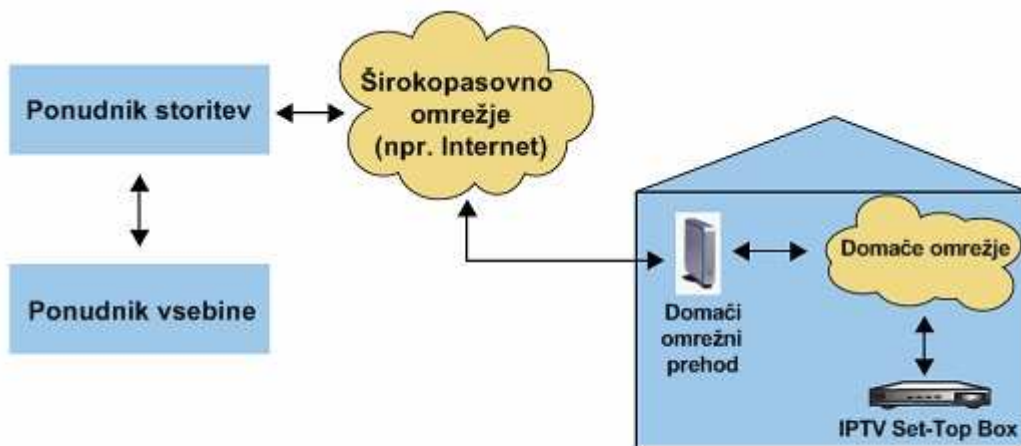 Ponudnik storitev
Širokopasovno
omrežje
(npr. Internet)
Ponudnik vsebine
Domače omrežje
Domači
omrežni
prehod
IPTV Set-Top Box